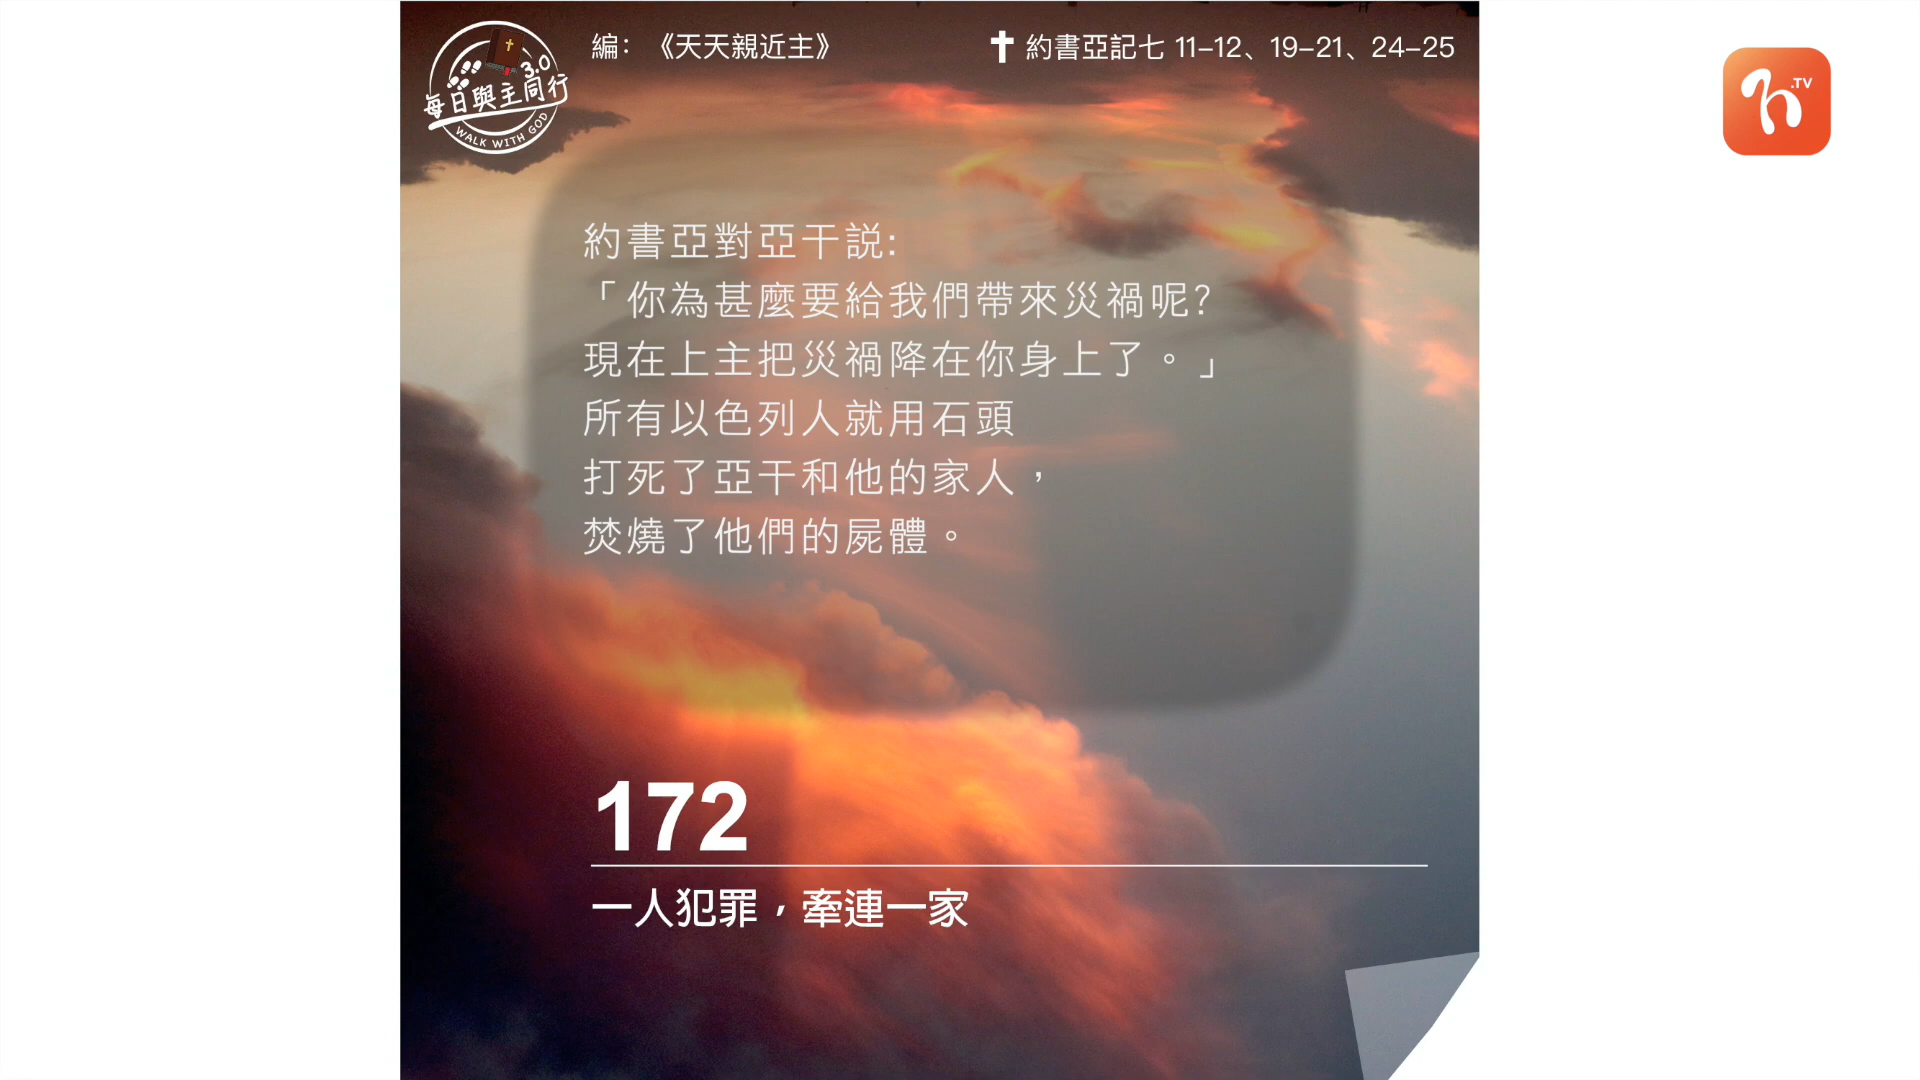 3.0
每日與主同行
WALK WITH GOD
編：《天天親近主》
約書亞記七 11-12、19-21、24-25
.TV
約書亞對亞干説:
「你為甚麼要給我們帶來災禍呢?
現在上主把災禍降在你身上了。」
所有以色列人就用石頭
打死了亞干和他的家人，
焚燒了他們的屍體。
172
一人犯罪，牽連一家